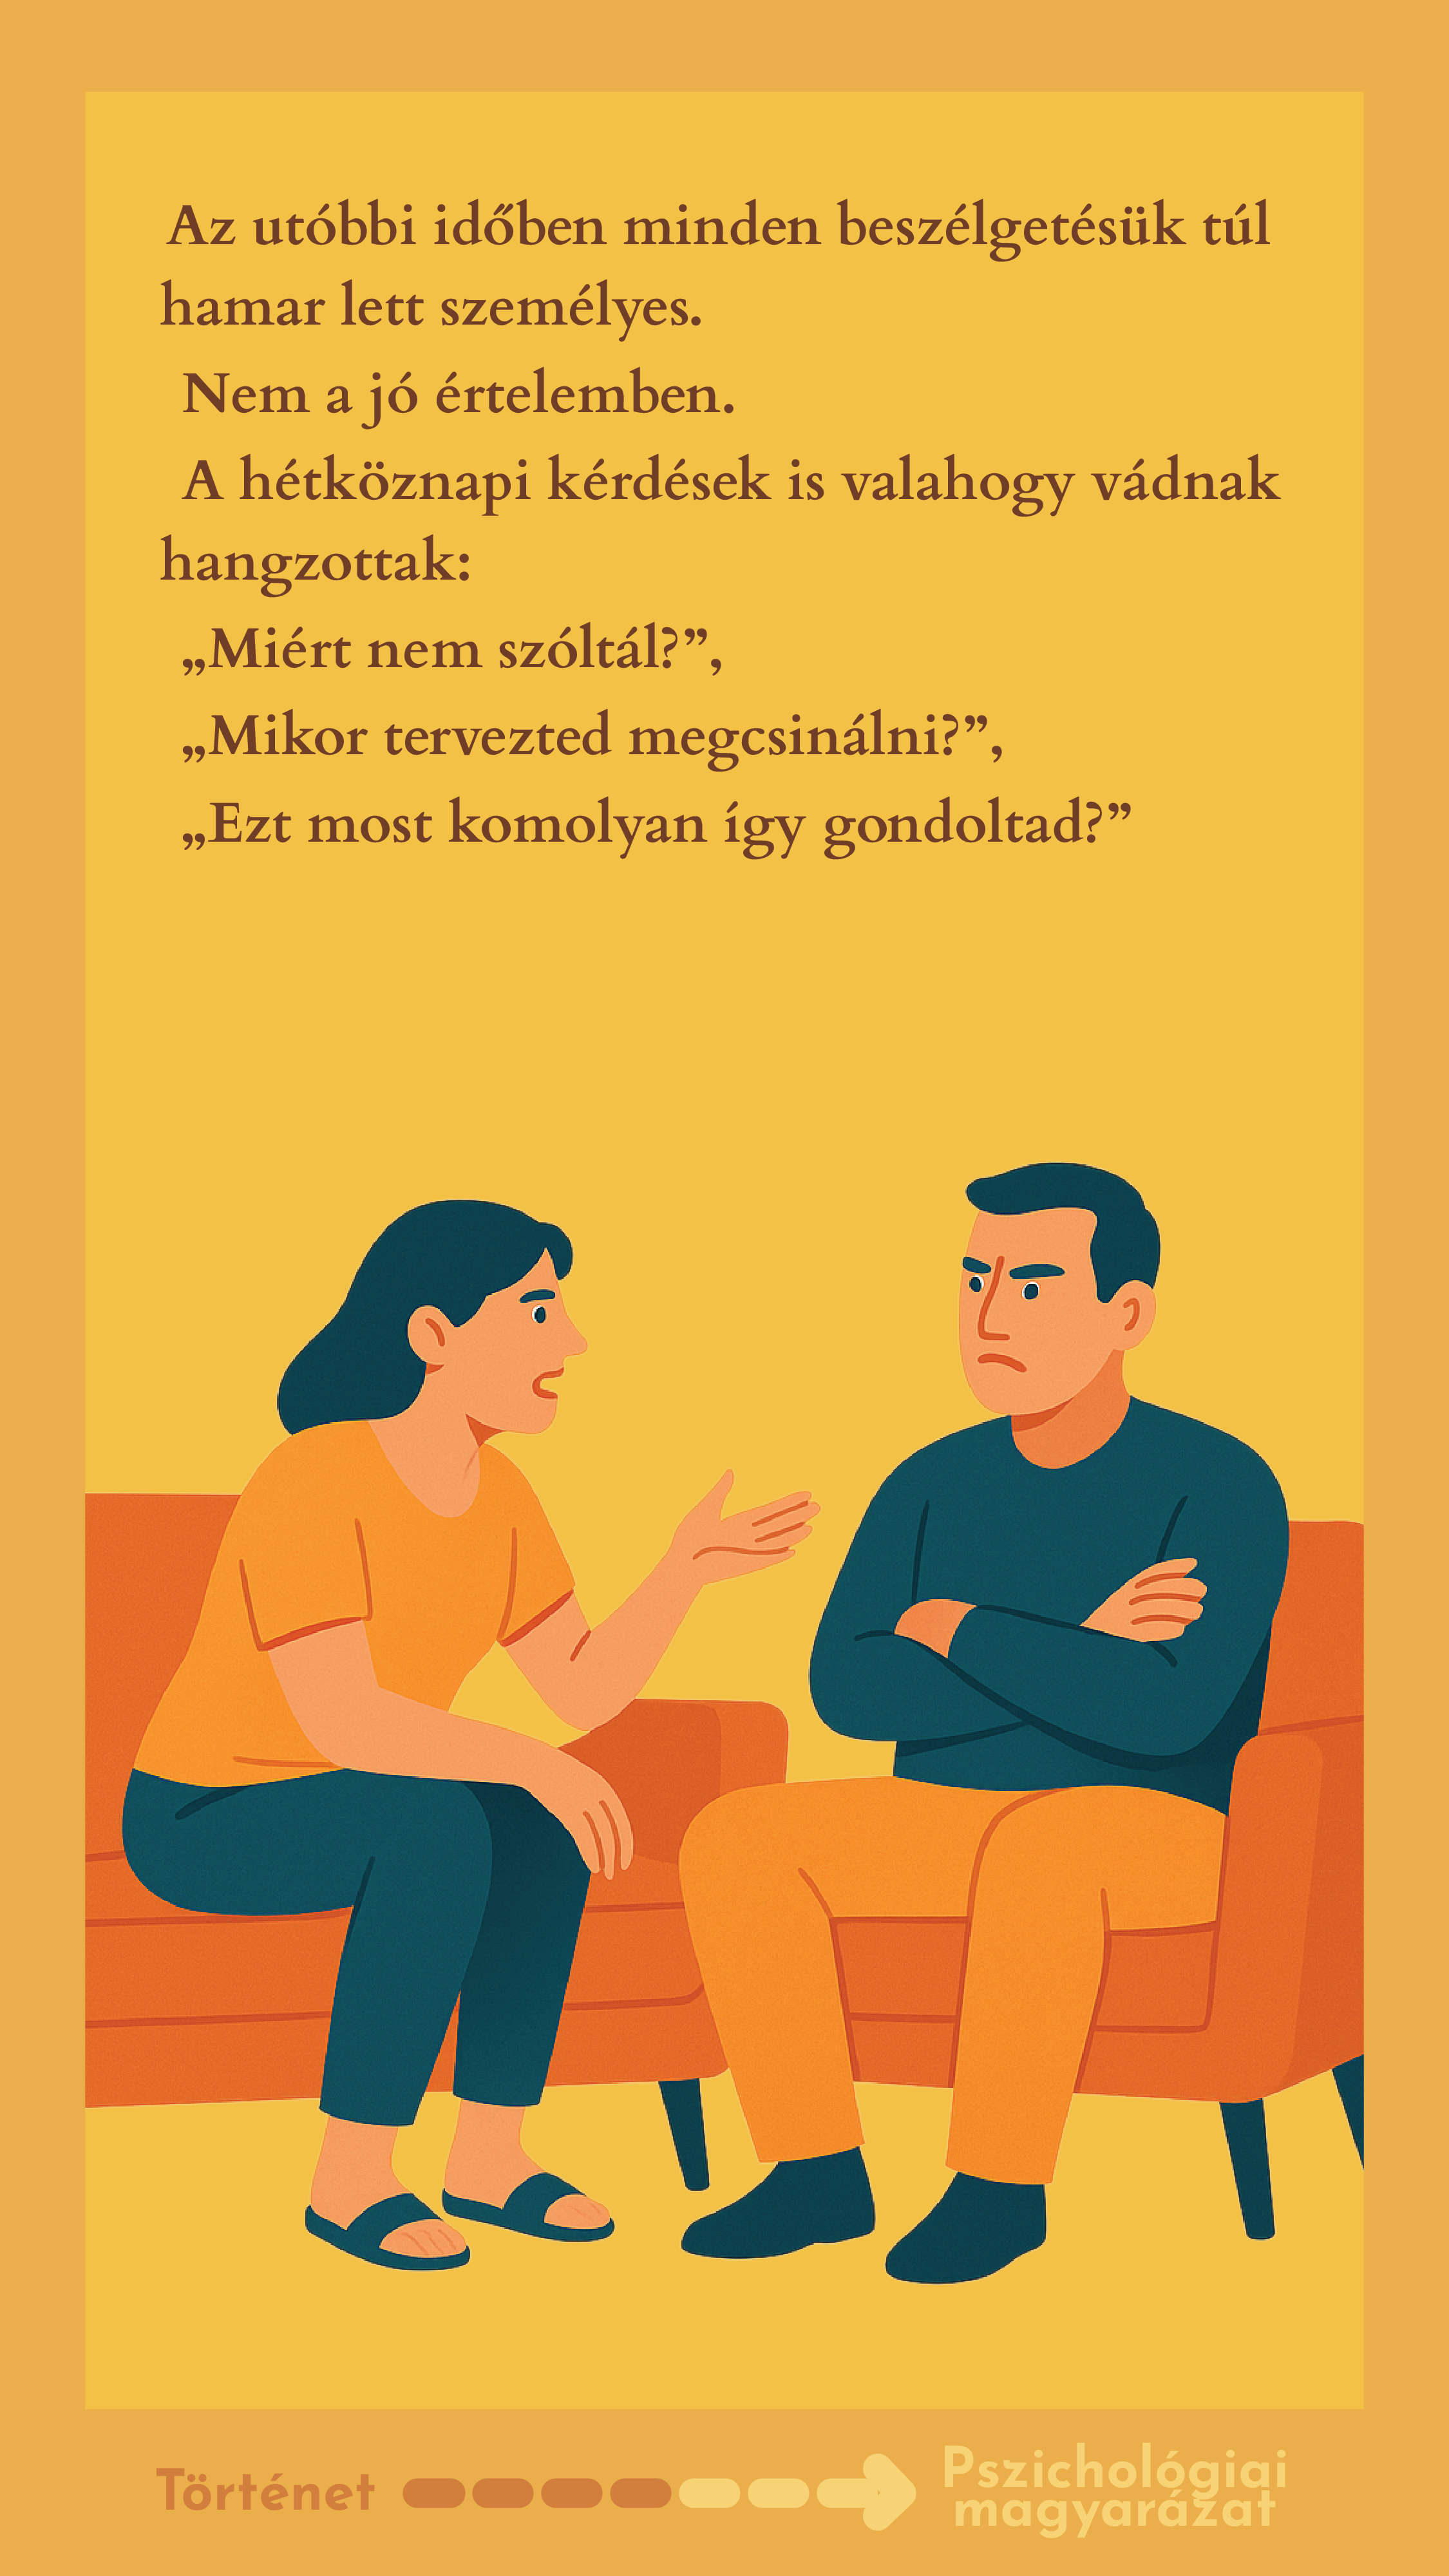 Az utóbbi időben minden beszélgetésük túl
hamar lett személyes.
Nem a jó értelemben.
A hétköznapi kérdések is valahogy vádnak
hangzottak:
„Miért nem szóltál?”,
„Mikor tervezted megcsinálni?”,
„Ezt most komolyan így gondoltad?”
Történet
Pszichológiai
magyarázat